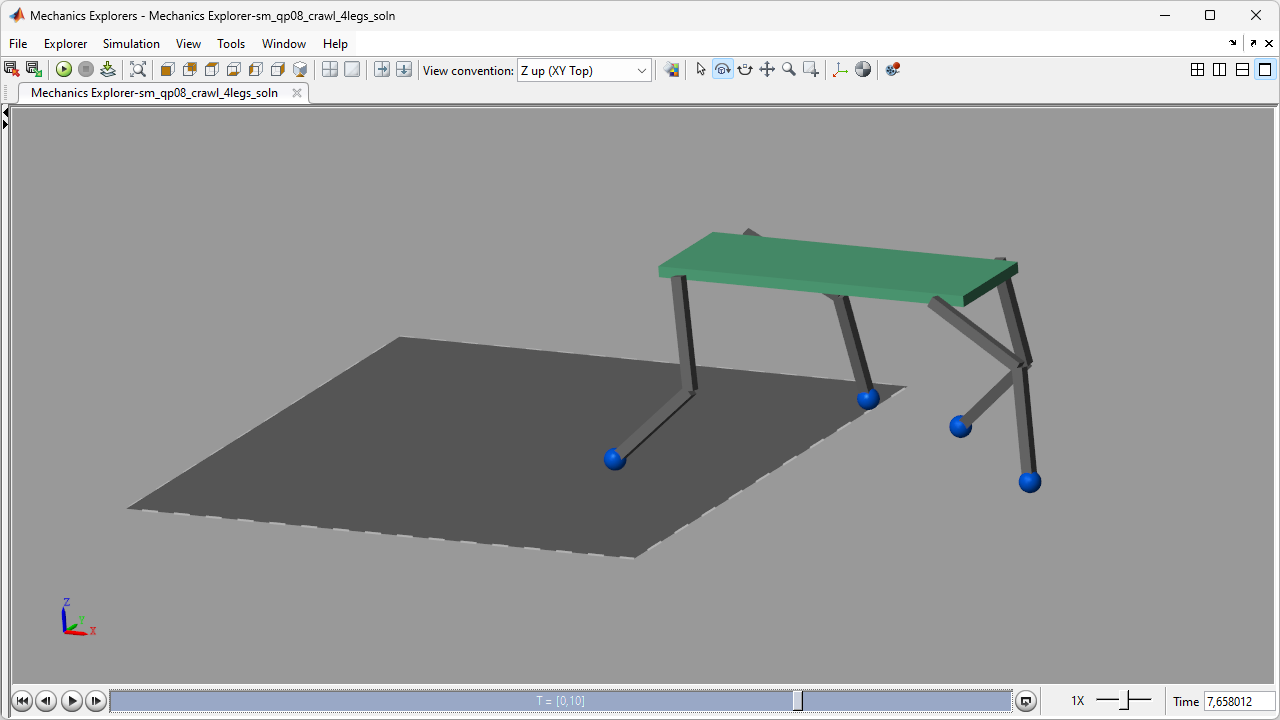 Mechanics Explorers - Mechanics Explorer-sm_qp08_crawl_4legs_soln
File Explorer Simulation View Tools Window Help
View convention: Z up (XY Top)
Mechanics Explorer-sm_qp08_crawl_4legs_soln
Z
Y
X
T = [0,10]
1X
Time 7,658012